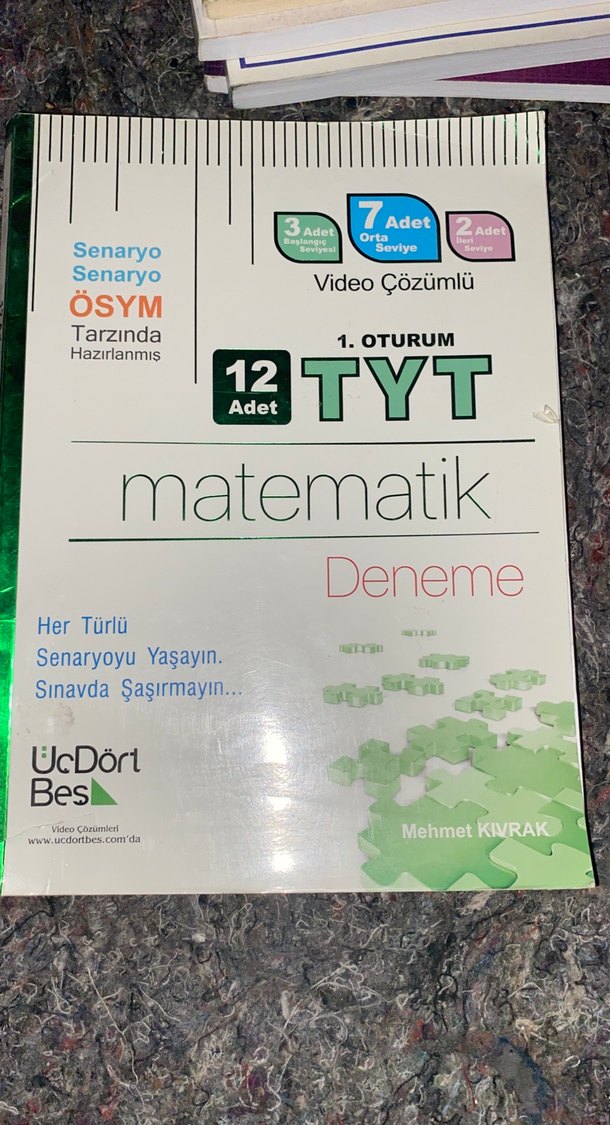 3 Adet
Başlangıç
Seviyesi
7 Adet
Orta
Seviye
2 Adet
İleri
Seviye
Video Çözümlü
Senaryo
Senaryo
ÖSYM
Tarzında
Hazırlanmış
1. OTURUM
12
Adet
TYT
matematik
Deneme
Her Türlü
Senaryoyu Yaşayın.
Sınavda Şaşırmayın...
ÜçDört
Beş
Video Çözümleri
www.ucdortbes.com'da
Mehmet KIVRAK